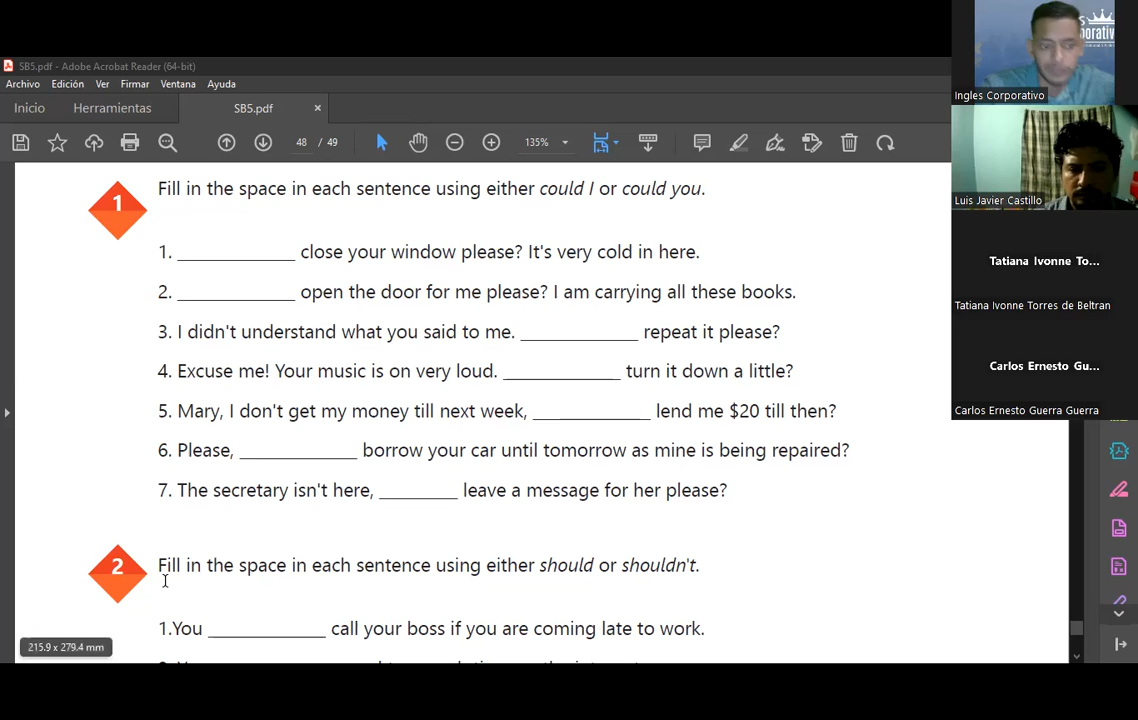 SB5.pdf - Adobe Acrobat Reader (64-bit)
Archivo Edición Ver Firmar Ventana Ayuda
Inicio Herramientas SB5.pdf ×
48 / 49 135%
1 Fill in the space in each sentence using either could I or could you.
1. _____________ close your window please? It's very cold in here.
2. _____________ open the door for me please? I am carrying all these books.
3. I didn't understand what you said to me. _____________ repeat it please?
4. Excuse me! Your music is on very loud. _____________ turn it down a little?
5. Mary, I don't get my money till next week, _____________ lend me $20 till then?
6. Please, _____________ borrow your car until tomorrow as mine is being repaired?
7. The secretary isn't here, _________ leave a message for her please?
2 Fill in the space in each sentence using either should or shouldn't.
1.You _____________ call your boss if you are coming late to work.
215.9 x 279.4 mm
Ingles Corporativo
Luis Javier Castillo
Tatiana Ivonne To...
Tatiana Ivonne Torres de Beltran
Carlos Ernesto Gu...
Carlos Ernesto Guerra Guerra